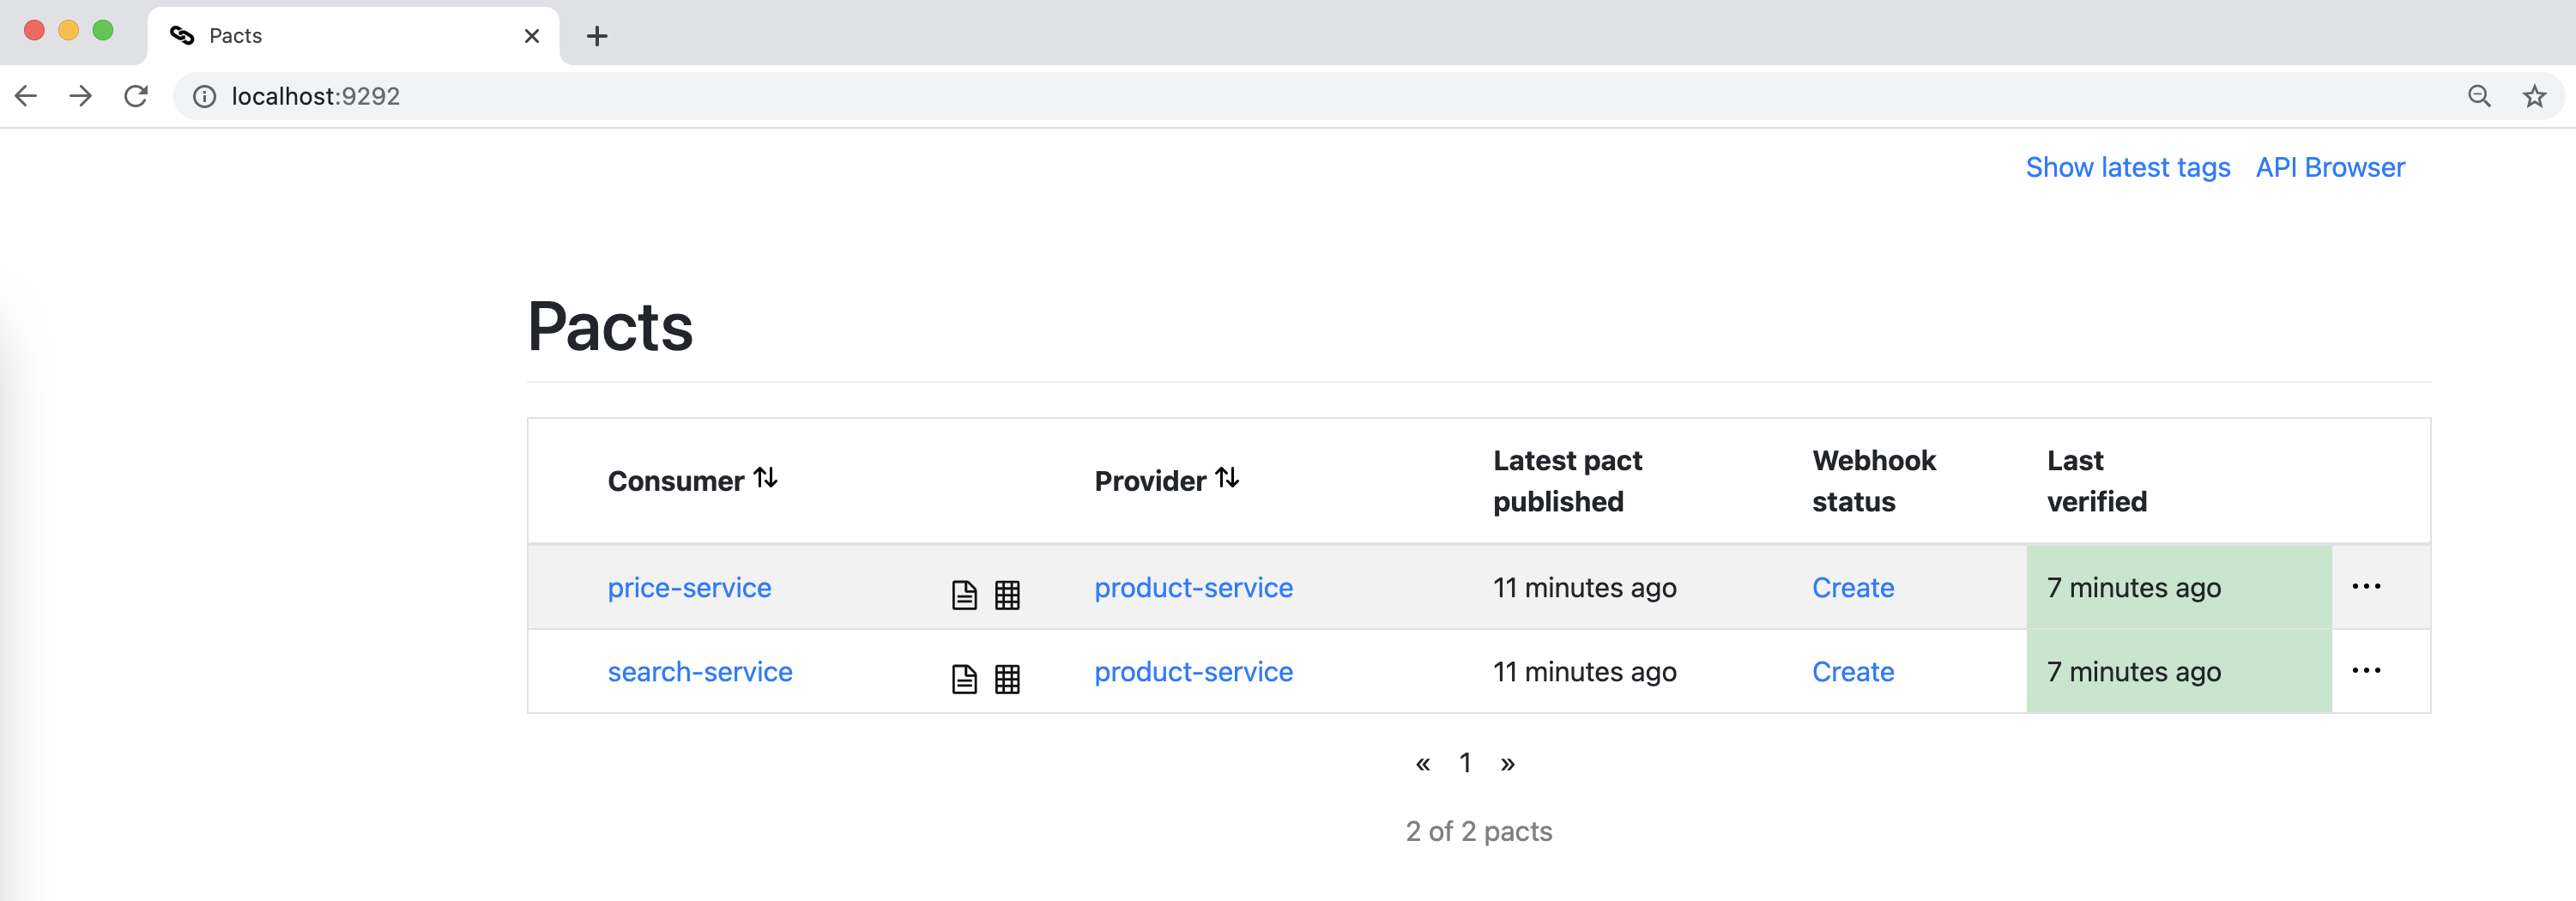 Pacts
localhost:9292
Show latest tags API Browser
Pacts
Consumer Provider Latest pact published Webhook status Last verified
price-service product-service 11 minutes ago Create 7 minutes ago ...
search-service product-service 11 minutes ago Create 7 minutes ago ...
« 1 »
2 of 2 pacts